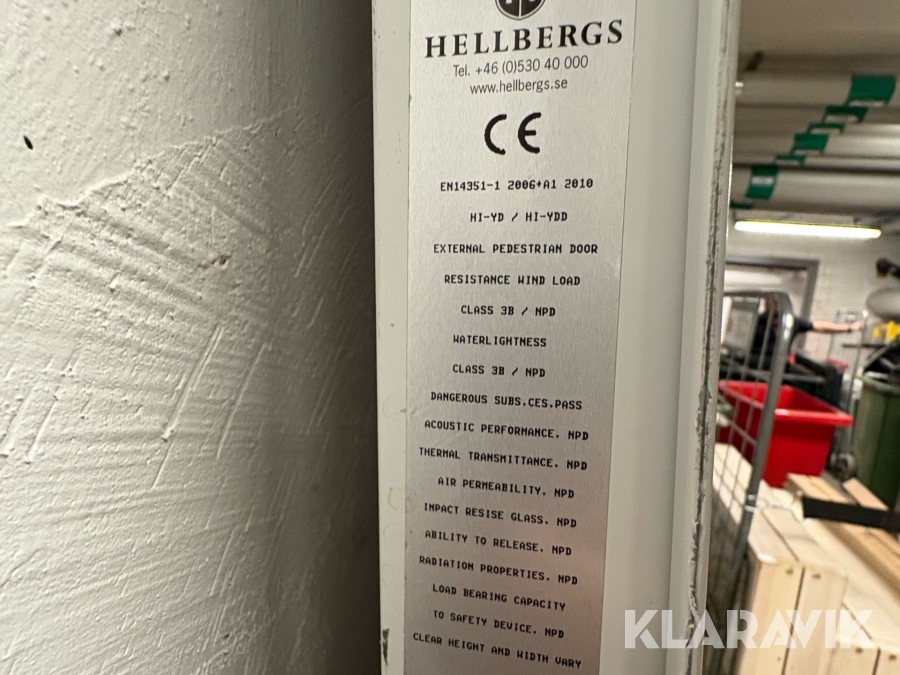 HELLBERGS
Tel. +46 (0)530 40 000
www.hellbergs.se
CE
EN14351-1 2006+A1 2010
HI-YD / HI-YDD
EXTERNAL PEDESTRIAN DOOR
RESISTANCE WIND LOAD
CLASS 3B / NPD
WATERLIGHTNESS
CLASS 3B / NPD
DANGEROUS SUBS.CES.PASS
ACOUSTIC PERFORMANCE. NPD
THERMAL TRANSMITTANCE. NPD
AIR PERMEABILITY. NPD
INPACT RESISE GLASS. NPD
ABILITY TO RELEASE. NPD
RADIATION PROPERTIES. NPD
LOAD BEARING CAPACITY
TO SAFETY DEVICE. NPD
CLEAR HEIGHT AND WIDTH VARY
KLARAVIK